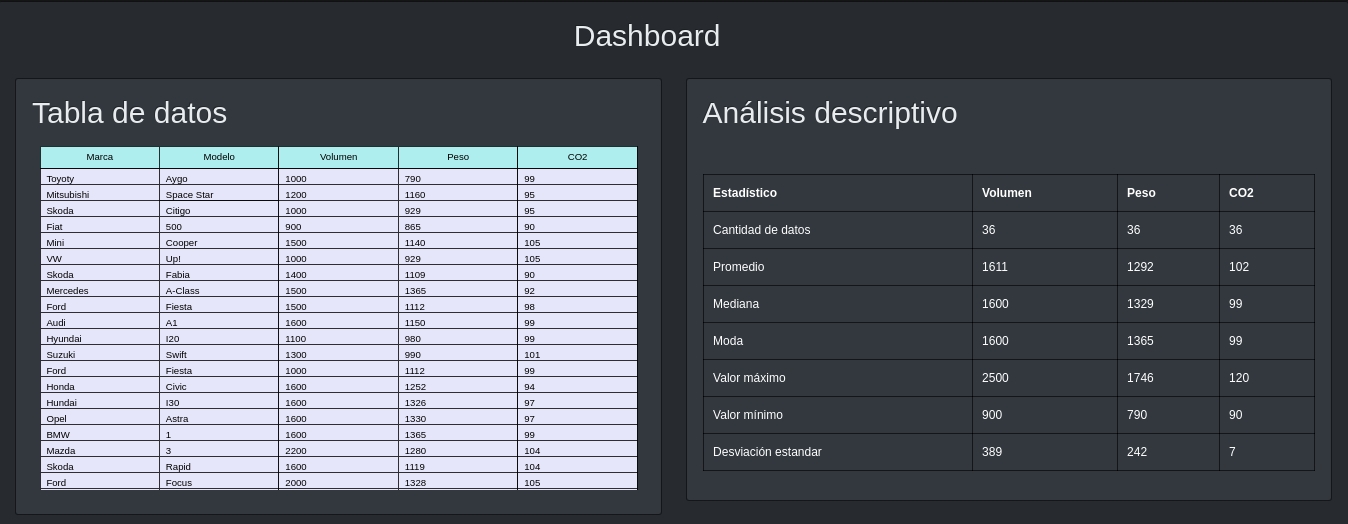 Dashboard
Tabla de datos
Marca Modelo Volumen Peso CO2
Toyoty Aygo 1000 790 99
Mitsubishi Space Star 1200 1160 95
Skoda Citigo 1000 929 95
Fiat 500 900 865 90
Mini Cooper 1500 1140 105
VW Up! 1000 929 105
Skoda Fabia 1400 1109 90
Mercedes A-Class 1500 1365 92
Ford Fiesta 1500 1112 98
Audi A1 1600 1150 99
Hyundai I20 1100 980 99
Suzuki Swift 1300 990 101
Ford Fiesta 1000 1112 99
Honda Civic 1600 1252 94
Hundai I30 1600 1326 97
Opel Astra 1600 1330 97
BMW 1 1600 1365 99
Mazda 3 2200 1280 104
Skoda Rapid 1600 1119 104
Ford Focus 2000 1328 105
Análisis descriptivo
Estadístico Volumen Peso CO2
Cantidad de datos 36 36 36
Promedio 1611 1292 102
Mediana 1600 1329 99
Moda 1600 1365 99
Valor máximo 2500 1746 120
Valor mínimo 900 790 90
Desviación estandar 389 242 7